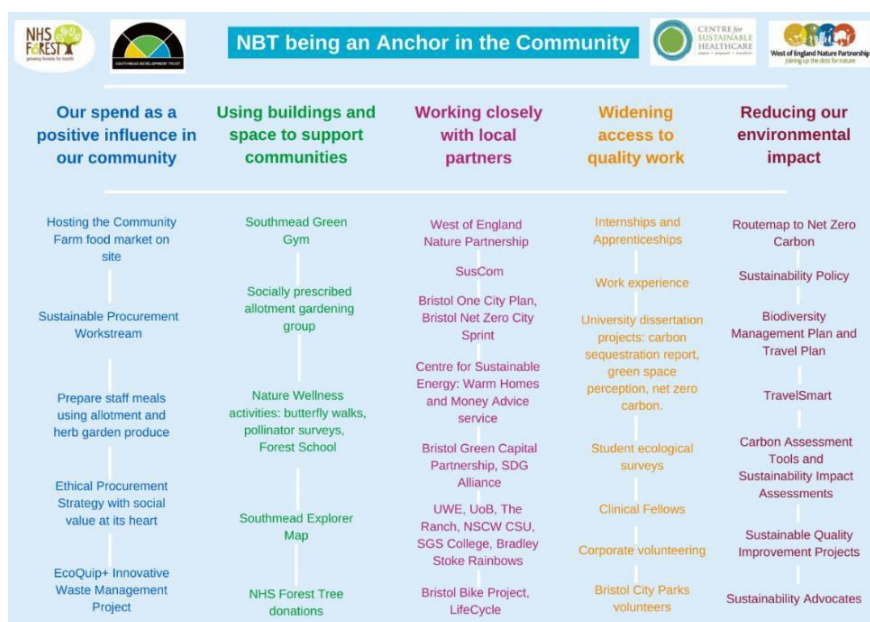 NHS
FOREST
growing forests for health
SOUTHMEAD DEVELOPMENT TRUST
NBT being an Anchor in the Community
CENTRE for
SUSTAINABLE
HEALTHCARE
West of England Nature Partnership
Joining up the dots for nature
Our spend as a
positive influence in
our community
Hosting the Community
Farm food market on
site
Sustainable Procurement
Workstream
Prepare staff meals
using allotment and
herb garden produce
Ethical Procurement
Strategy with social
value at its heart
EcoQuip+ Innovative
Waste Management
Project
Using buildings and
space to support
communities
Southmead Green
Gym
Socially prescribed
allotment gardening
group
Nature Wellness
activities: butterfly walks,
pollinator surveys,
Forest School
Southmead Explorer
Map
NHS Forest Tree
donations
Working closely
with local
partners
West of England
Nature Partnership
SusCom
Bristol One City Plan,
Bristol Net Zero City
Sprint
Centre for Sustainable
Energy: Warm Homes
and Money Advice
service
Bristol Green Capital
Partnership, SDG
Alliance
UWE, UoB, The
Ranch, NSCW CSU,
SGS College, Bradley
Stoke Rainbows
Bristol Bike Project,
LifeCycle
Widening
access to
quality work
Internships and
Apprenticeships
Work experience
University dissertation
projects: carbon
sequestration report,
green space
perception, net zero
carbon.
Student ecological
surveys
Clinical Fellows
Corporate volunteering
Bristol City Parks
volunteers
Reducing our
environmental
impact
Routemap to Net Zero
Carbon
Sustainability Policy
Biodiversity
Management Plan and
Travel Plan
TravelSmart
Carbon Assessment
Tools and
Sustainability Impact
Assessments
Sustainable Quality
Improvement Projects
Sustainability Advocates